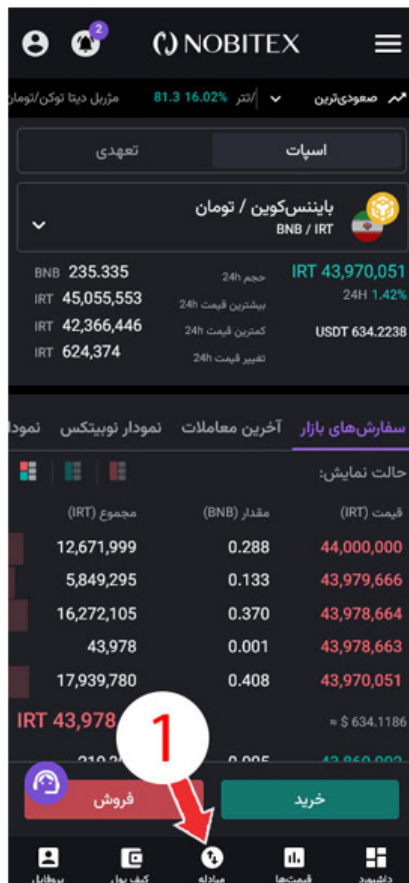 2
NOBITEX
صعودی‌ترین /تتر 81.3 16.02% مژربل دیتا توکن/تومان
اسپات تعهدی
بایننس‌کوین / تومان
BNB / IRT
IRT 43,970,051 حجم 24h BNB 235.335
24H 1.42% بیشترین قیمت 24h IRT 45,055,553
USDT 634.2238 کمترین قیمت 24h IRT 42,366,446
تغییر قیمت 24h IRT 624,374
سفارش‌های بازار آخرین معاملات نمودار نوبیتکس
حالت نمایش:
قیمت (IRT) مقدار (BNB) مجموع (IRT)
44,000,000 0.288 12,671,999
43,979,666 0.133 5,849,295
43,978,664 0.370 16,272,105
43,978,663 0.001 43,978
43,970,051 0.408 17,939,780
≈ $ 634.1186 IRT 43,978
1
خرید فروش
داشبورد قیمت‌ها مبادله کیف پول پروفایل